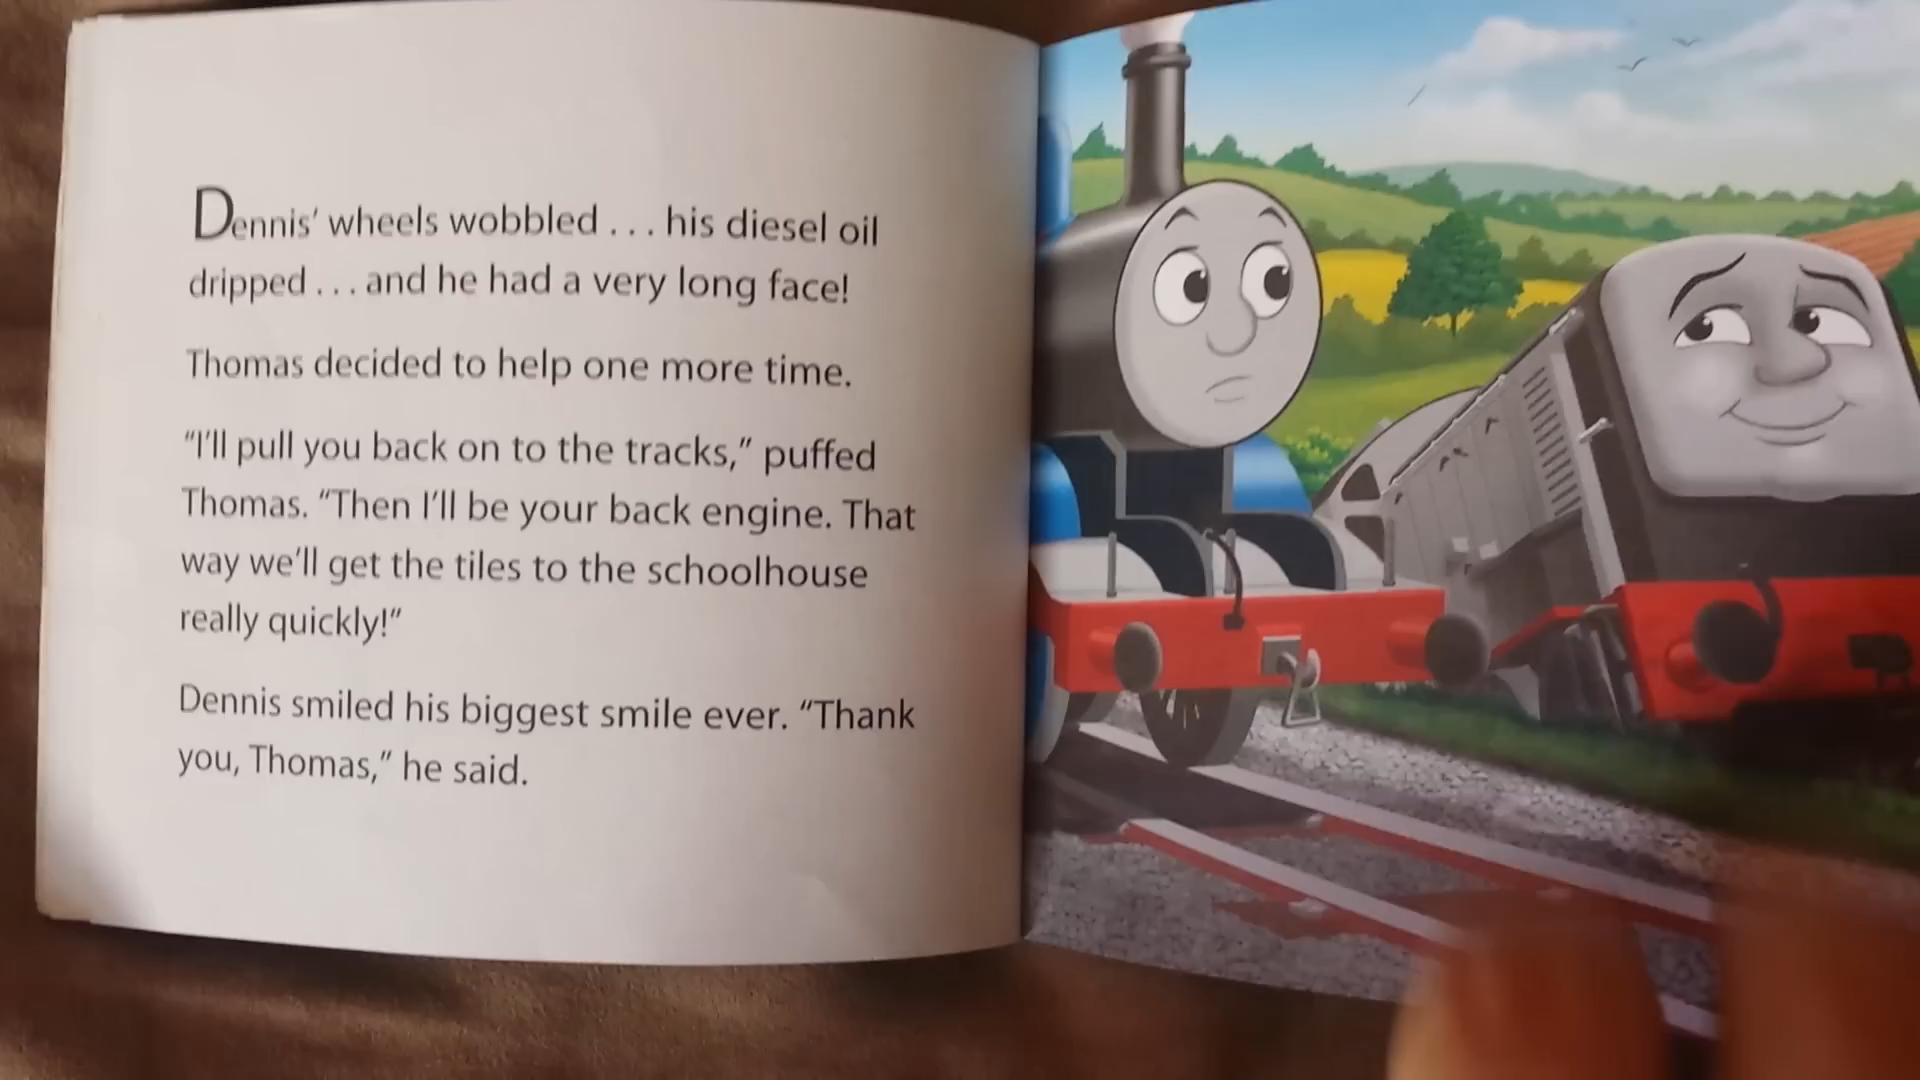 Dennis’ wheels wobbled . . . his diesel oil
dripped . . . and he had a very long face!
Thomas decided to help one more time.
“I’ll pull you back on to the tracks,” puffed
Thomas. “Then I’ll be your back engine. That
way we’ll get the tiles to the schoolhouse
really quickly!”
Dennis smiled his biggest smile ever. “Thank
you, Thomas,” he said.